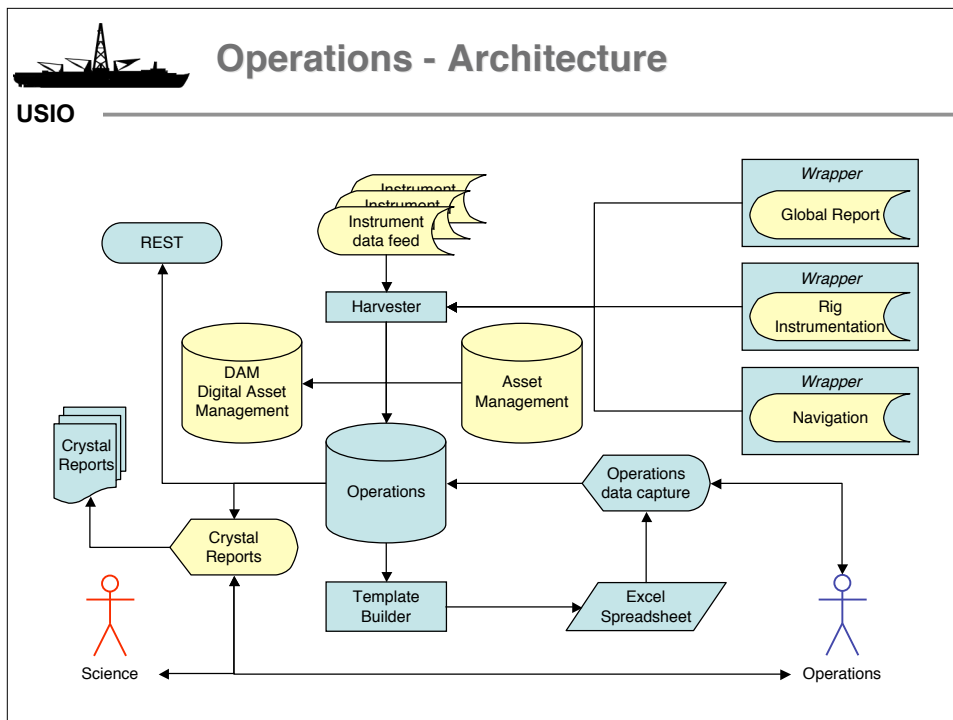 Operations - Architecture
USIO
Instrument
Instrument
Instrument
data feed
Wrapper
Global Report
REST
Harvester
Wrapper
Rig
Instrumentation
DAM
Digital Asset
Management
Asset
Management
Wrapper
Navigation
Crystal
Reports
Operations
Operations
data capture
Crystal
Reports
Template
Builder
Excel
Spreadsheet
Science
Operations